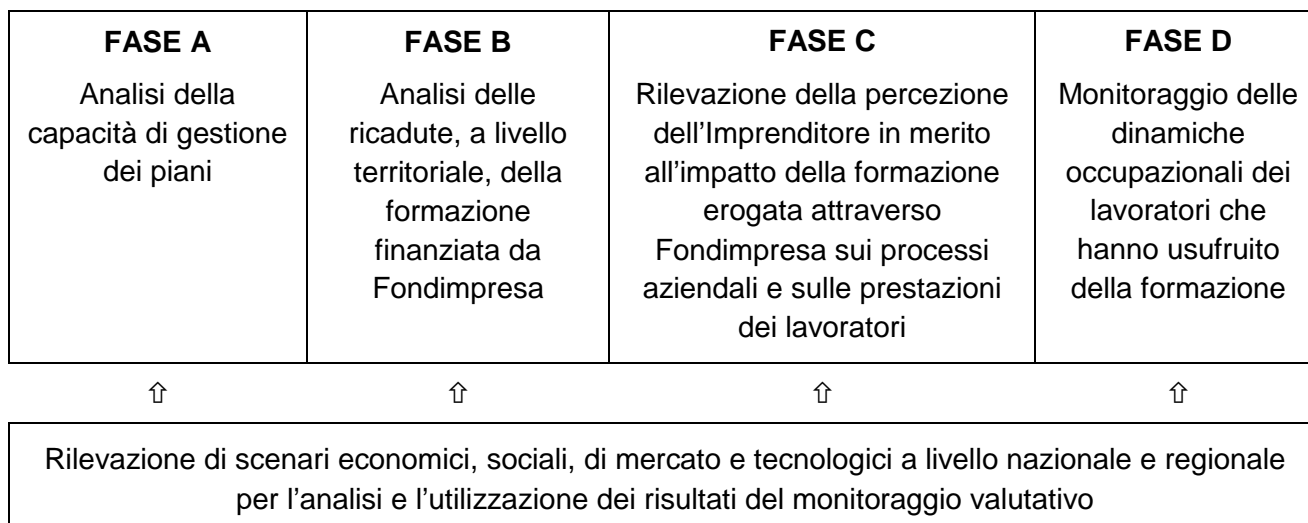 FASE A
Analisi della
capacità di gestione
dei piani
FASE B
Analisi delle
ricadute, a livello
territoriale, della
formazione
finanziata da
Fondimpresa
FASE C
Rilevazione della percezione
dell’Imprenditore in merito
all’impatto della formazione
erogata attraverso
Fondimpresa sui processi
aziendali e sulle prestazioni
dei lavoratori
FASE D
Monitoraggio delle
dinamiche
occupazionali dei
lavoratori che
hanno usufruito
della formazione
⇧ ⇧ ⇧ ⇧
Rilevazione di scenari economici, sociali, di mercato e tecnologici a livello nazionale e regionale
per l’analisi e l’utilizzazione dei risultati del monitoraggio valutativo